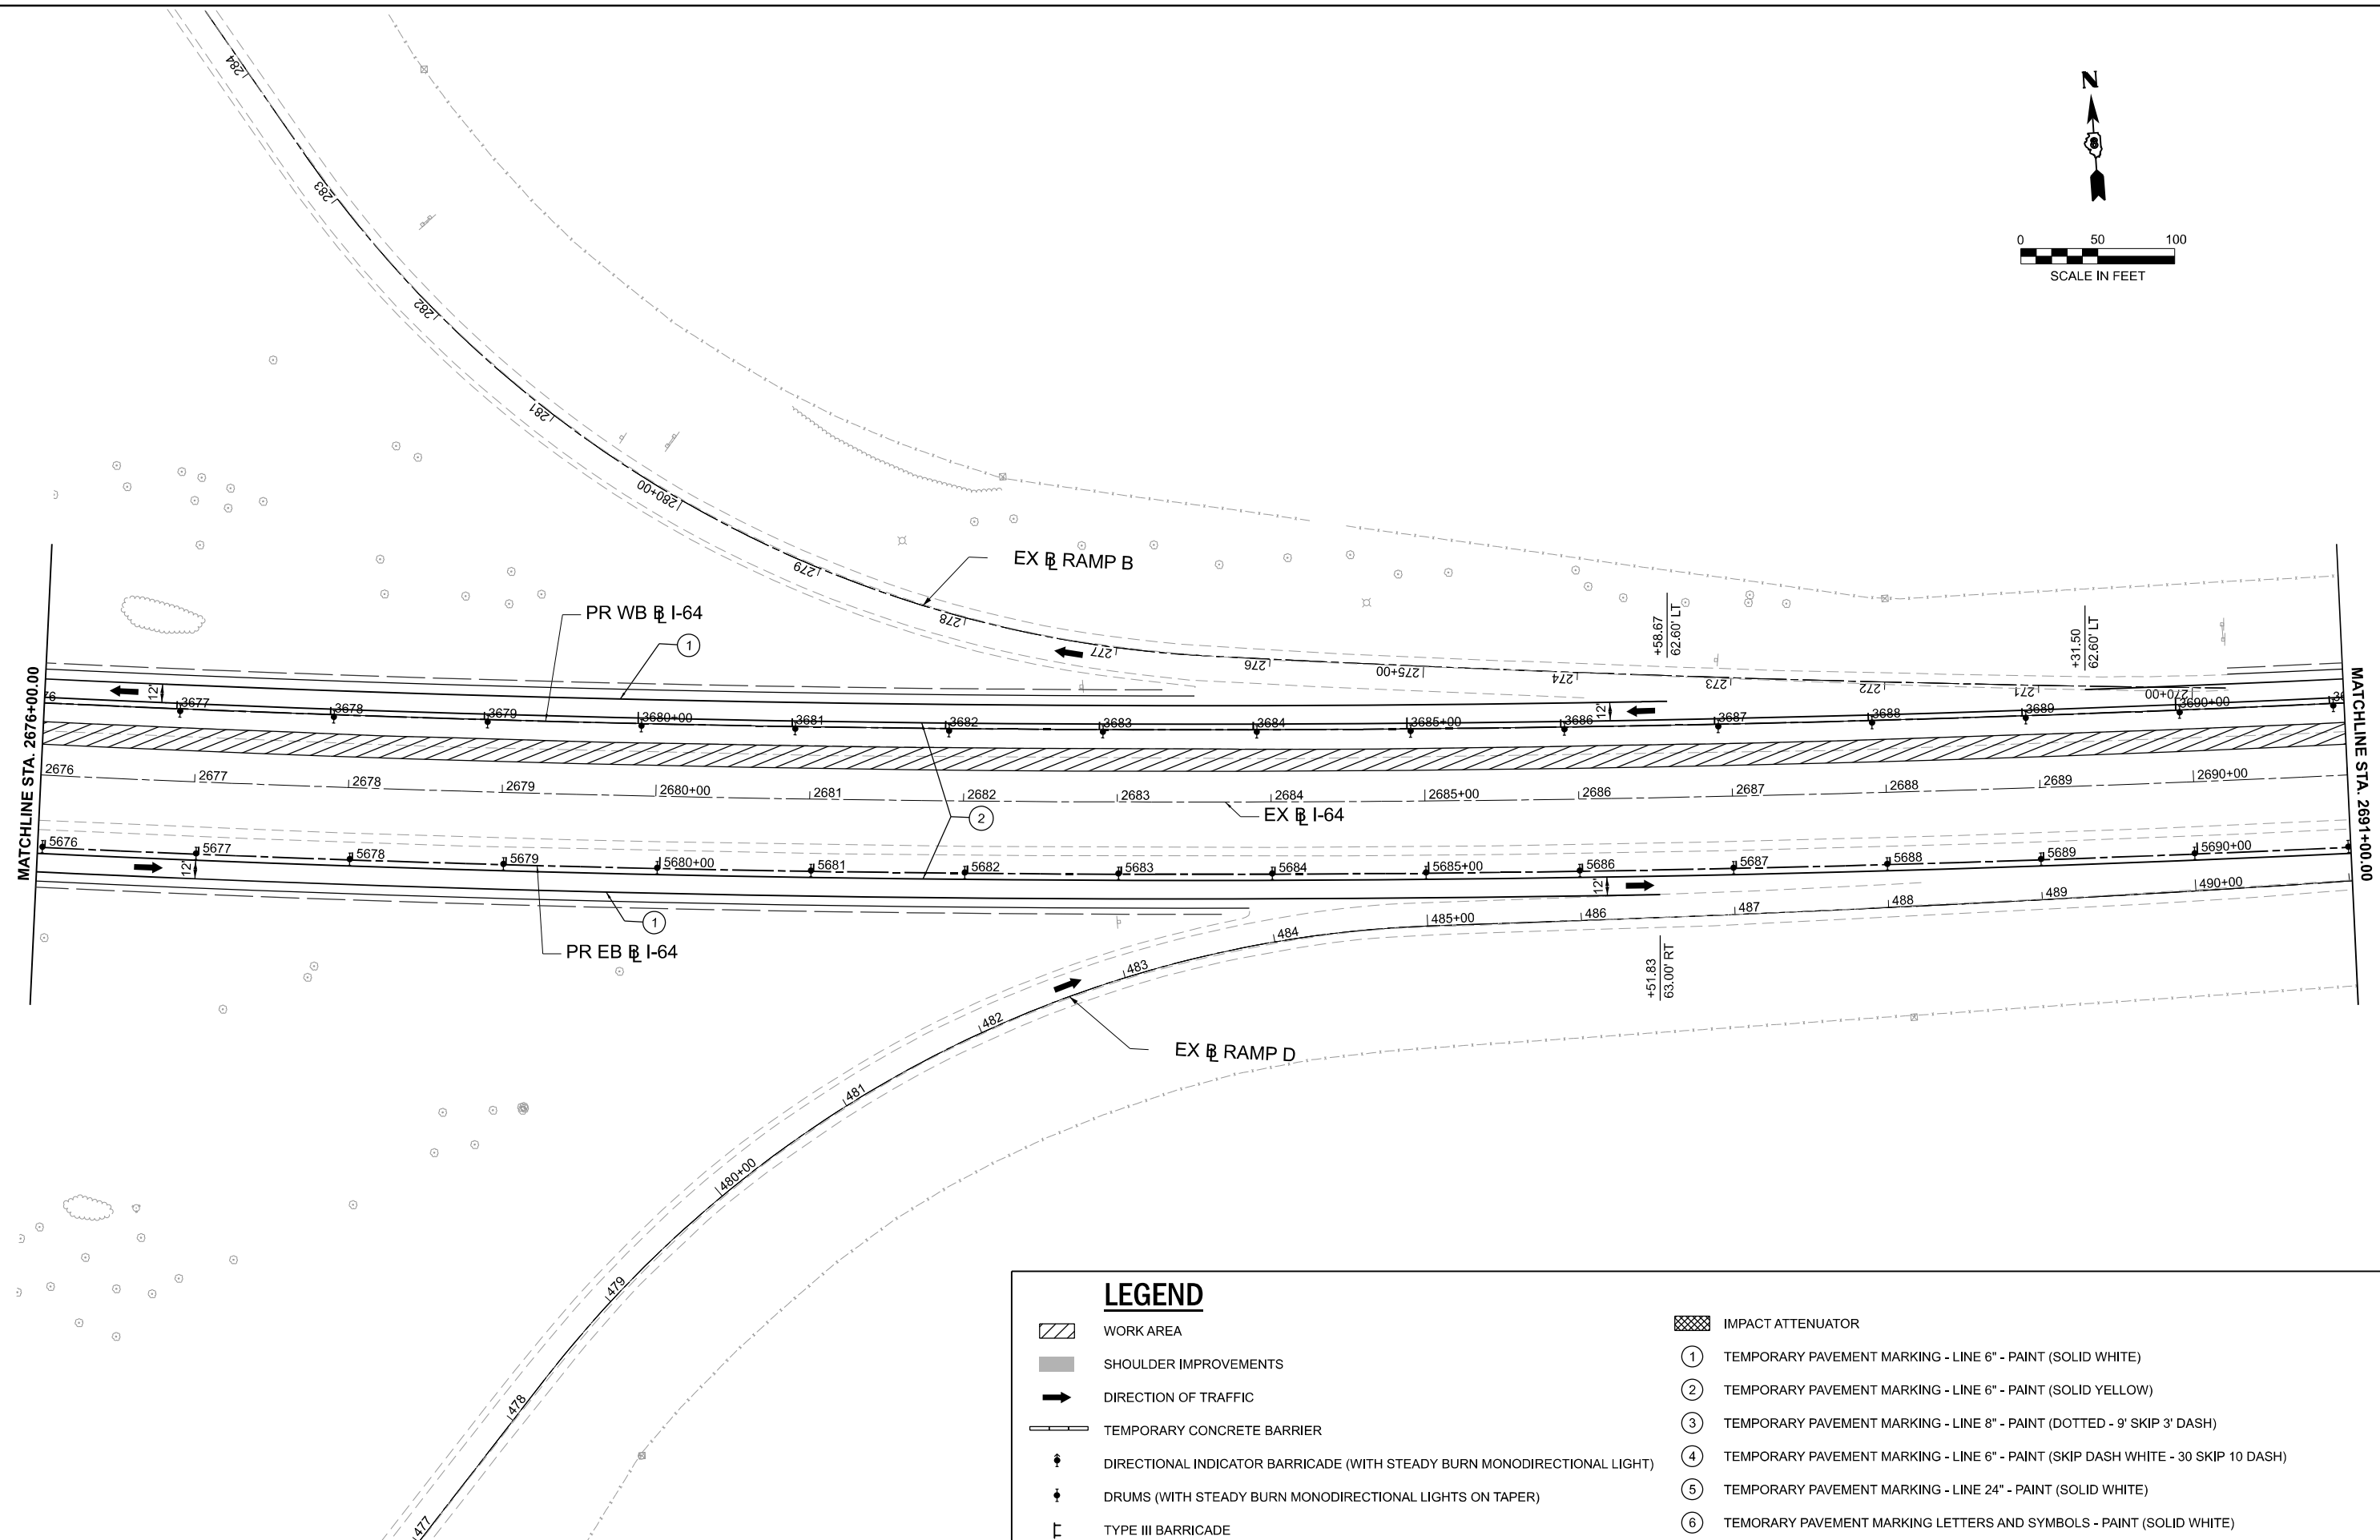 N
8
0 50 100
SCALE IN FEET
284
283
282
281
280+00
279
278
277
276
275+00
274
273
272
271
270+00
EX BL RAMP B
PR WB BL I-64
1
+58.67
62.60' LT
+31.50
62.60' LT
MATCHLINE STA. 2676+00.00
MATCHLINE STA. 2691+00.00
12'
12'
76 3677 3678 3679 3680+00 3681 3682 3683 3684 3685+00 3686 3687 3688 3689 3690+00 36
2676 2677 2678 2679 2680+00 2681 2682 2683 2684 2685+00 2686 2687 2688 2689 2690+00
2
EX BL I-64
5676 5677 5678 5679 5680+00 5681 5682 5683 5684 5685+00 5686 5687 5688 5689 5690+00
12'
12'
1
PR EB BL I-64
490+00
489
488
487
486
485+00
484
483
482
481
480+00
479
478
477
+51.83
63.00' RT
EX BL RAMP D
LEGEND
WORK AREA
SHOULDER IMPROVEMENTS
DIRECTION OF TRAFFIC
TEMPORARY CONCRETE BARRIER
DIRECTIONAL INDICATOR BARRICADE (WITH STEADY BURN MONODIRECTIONAL LIGHT)
DRUMS (WITH STEADY BURN MONODIRECTIONAL LIGHTS ON TAPER)
TYPE III BARRICADE
IMPACT ATTENUATOR
1 TEMPORARY PAVEMENT MARKING - LINE 6" - PAINT (SOLID WHITE)
2 TEMPORARY PAVEMENT MARKING - LINE 6" - PAINT (SOLID YELLOW)
3 TEMPORARY PAVEMENT MARKING - LINE 8" - PAINT (DOTTED - 9' SKIP 3' DASH)
4 TEMPORARY PAVEMENT MARKING - LINE 6" - PAINT (SKIP DASH WHITE - 30 SKIP 10 DASH)
5 TEMPORARY PAVEMENT MARKING - LINE 24" - PAINT (SOLID WHITE)
6 TEMORARY PAVEMENT MARKING LETTERS AND SYMBOLS - PAINT (SOLID WHITE)